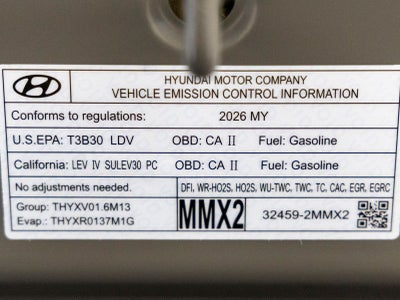 HYUNDAI MOTOR COMPANY
VEHICLE EMISSION CONTROL INFORMATION
Conforms to regulations: 2026 MY
U.S.EPA: T3B30 LDV OBD: CA II Fuel: Gasoline
California: LEV IV SULEV30 PC OBD: CA II Fuel: Gasoline
No adjustments needed. DFI, WR-HO2S, HO2S, WU-TWC, TWC, TC, CAC, EGR, EGRC
Group: THYXV01.6M13
Evap.: THYXR0137M1G
MMX2 32459-2MMX2